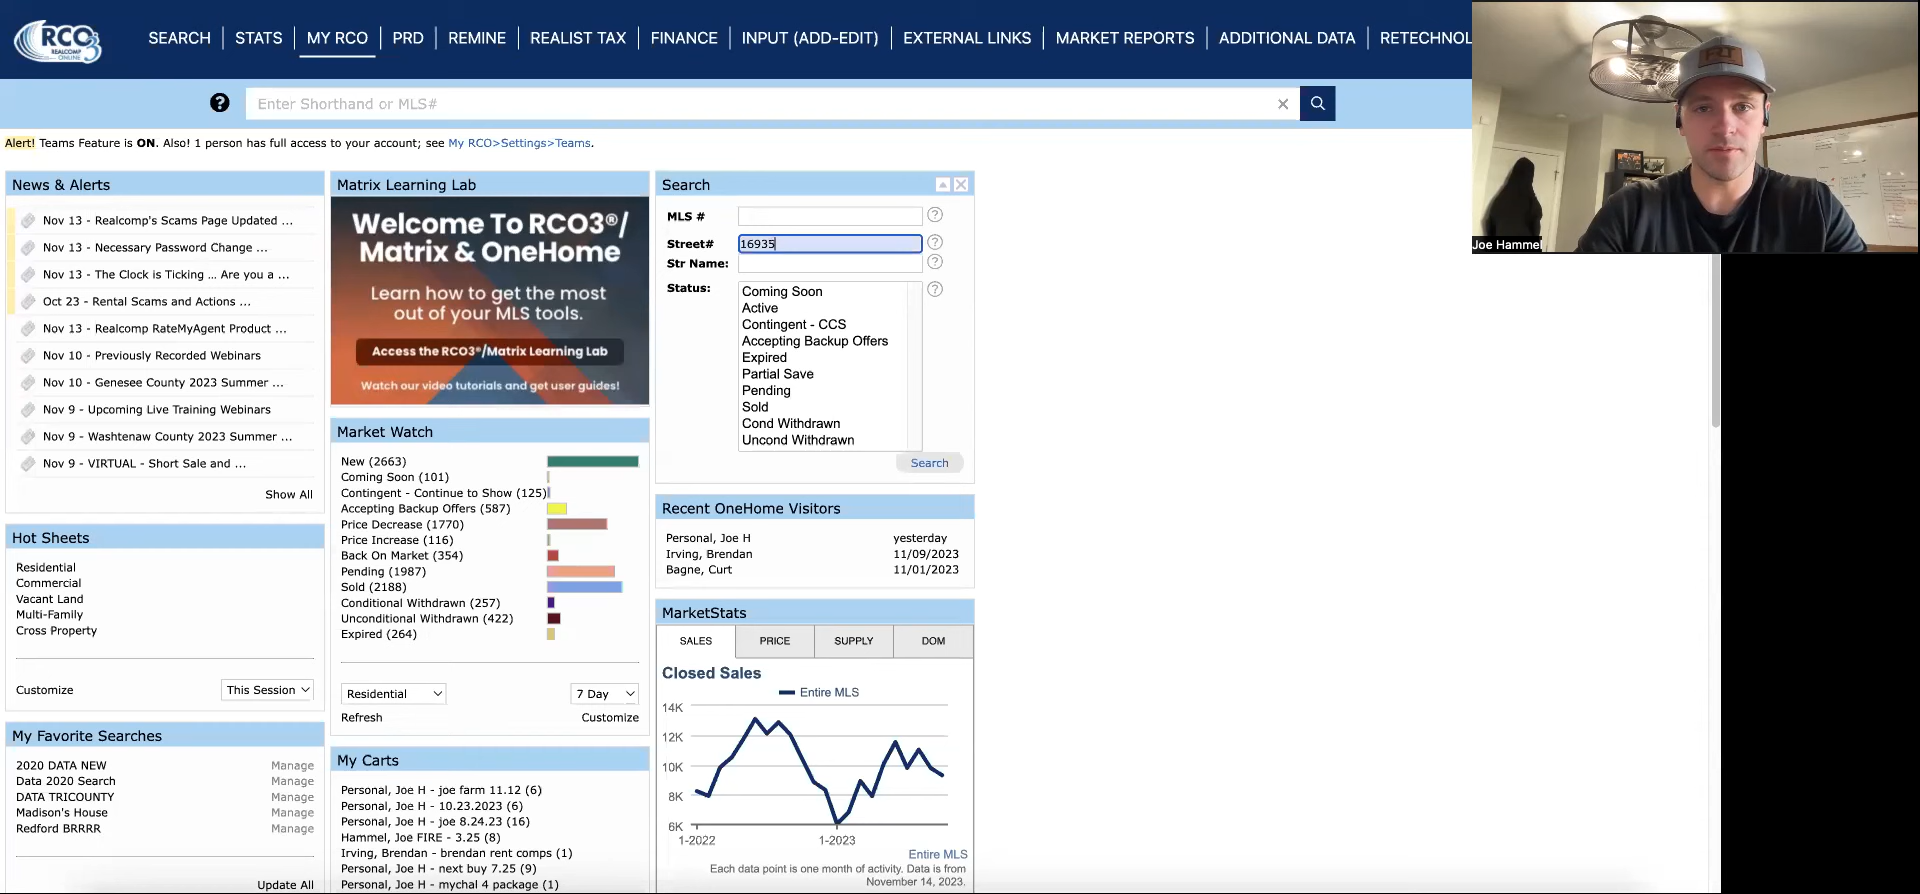 RCO3
REALCOMP
ONLINE
SEARCH
STATS
MY RCO
PRD
REMINE
REALIST TAX
FINANCE
INPUT (ADD-EDIT)
EXTERNAL LINKS
MARKET REPORTS
ADDITIONAL DATA
RETECHNOL
Enter Shorthand or MLS#
Alert! Teams Feature is ON. Also! 1 person has full access to your account; see My RCO>Settings>Teams.
Joe Hammel
News & Alerts
Nov 13 - Realcomp's Scams Page Updated ...
Nov 13 - Necessary Password Change ...
Nov 13 - The Clock is Ticking ... Are you a ...
Oct 23 - Rental Scams and Actions ...
Nov 13 - Realcomp RateMyAgent Product ...
Nov 10 - Previously Recorded Webinars
Nov 10 - Genesee County 2023 Summer ...
Nov 9 - Upcoming Live Training Webinars
Nov 9 - Washtenaw County 2023 Summer ...
Nov 9 - VIRTUAL - Short Sale and ...
Show All
Hot Sheets
Residential
Commercial
Vacant Land
Multi-Family
Cross Property
Customize
This Session
My Favorite Searches
2020 DATA NEW Manage
Data 2020 Search Manage
DATA TRICOUNTY Manage
Madison's House Manage
Redford BRRRR Manage
Update All
Matrix Learning Lab
Welcome To RCO3®/
Matrix & OneHome
Learn how to get the most
out of your MLS tools.
Access the RCO3®/Matrix Learning Lab
Watch our video tutorials and get user guides!
Market Watch
New (2663)
Coming Soon (101)
Contingent - Continue to Show (125)
Accepting Backup Offers (587)
Price Decrease (1770)
Price Increase (116)
Back On Market (354)
Pending (1987)
Sold (2188)
Conditional Withdrawn (257)
Unconditional Withdrawn (422)
Expired (264)
Residential
7 Day
Refresh
Customize
My Carts
Personal, Joe H - joe farm 11.12 (6)
Personal, Joe H - 10.23.2023 (6)
Personal, Joe H - joe 8.24.23 (16)
Hammel, Joe FIRE - 3.25 (8)
Irving, Brendan - brendan rent comps (1)
Personal, Joe H - next buy 7.25 (9)
Personal, Joe H - mychal 4 package (1)
Search
MLS #
Street# 16935
Str Name:
Status:
Coming Soon
Active
Contingent - CCS
Accepting Backup Offers
Expired
Partial Save
Pending
Sold
Cond Withdrawn
Uncond Withdrawn
Search
Recent OneHome Visitors
Personal, Joe H yesterday
Irving, Brendan 11/09/2023
Bagne, Curt 11/01/2023
MarketStats
SALES
PRICE
SUPPLY
DOM
Closed Sales
Entire MLS
14K
12K
10K
8K
6K
1-2022
1-2023
Entire MLS
Each data point is one month of activity. Data is from
November 14, 2023.